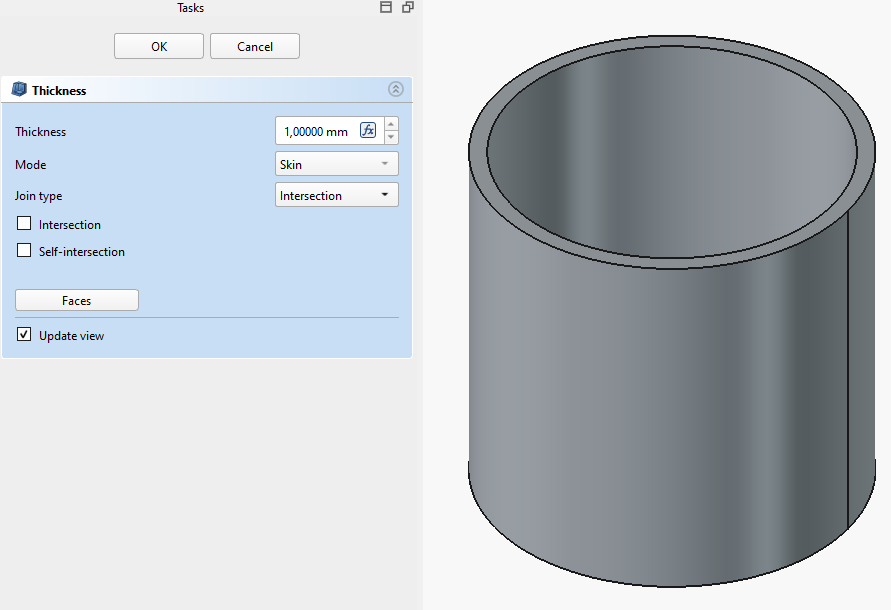 Tasks
OK Cancel
Thickness
Thickness 1,00000 mm fx
Mode Skin
Join type Intersection
Intersection
Self-intersection
Faces
Update view